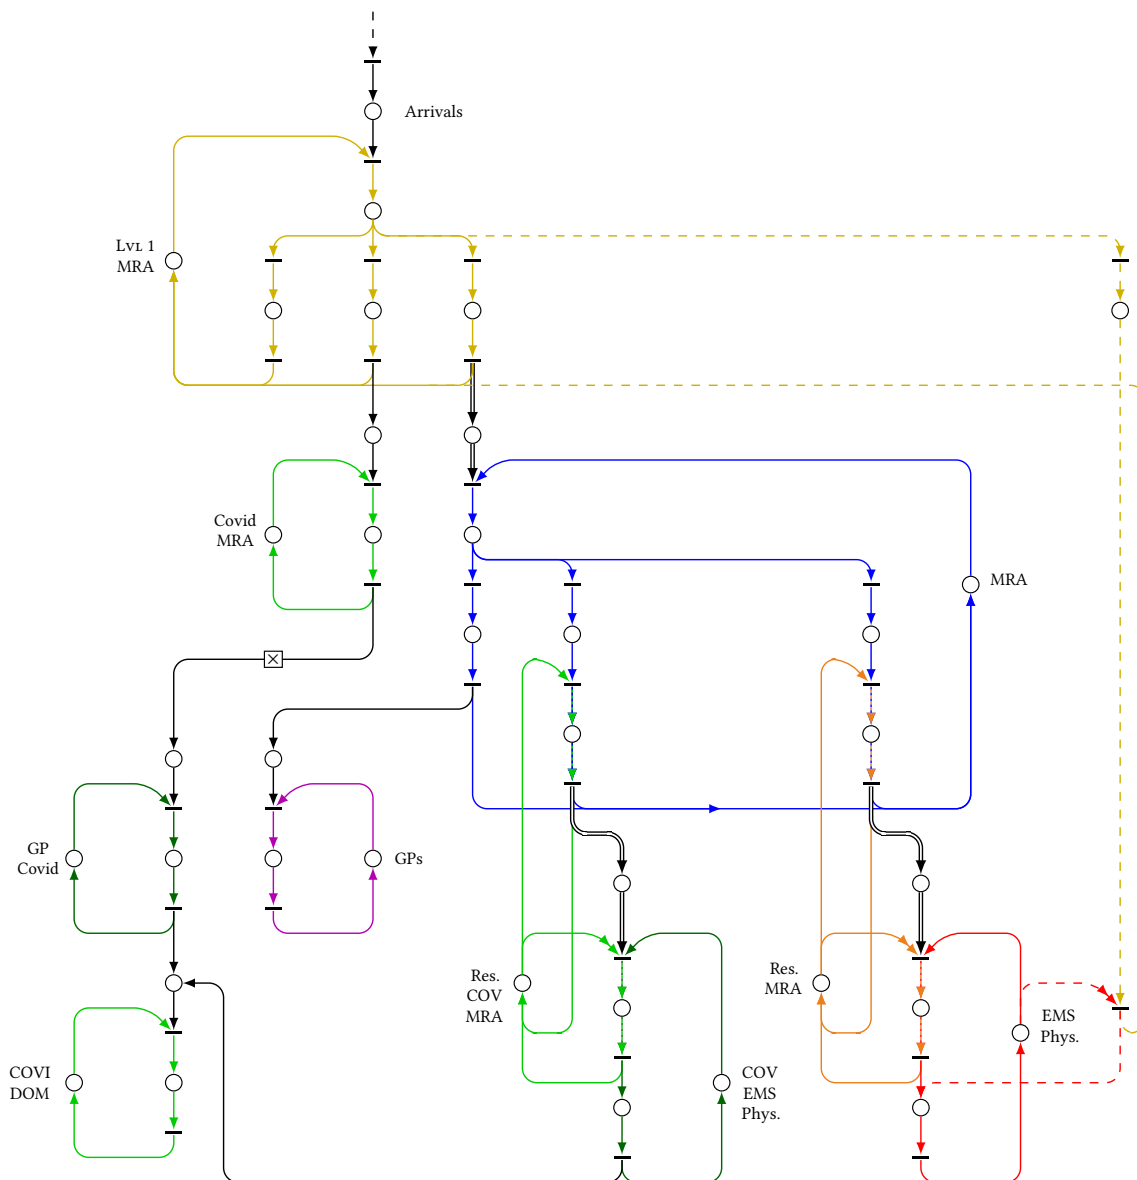 Arrivals
Lvl 1
MRA
Covid
MRA
MRA
GP
Covid
GPs
Res.
COV
MRA
Res.
MRA
EMS
Phys.
COVI
DOM
COV
EMS
Phys.